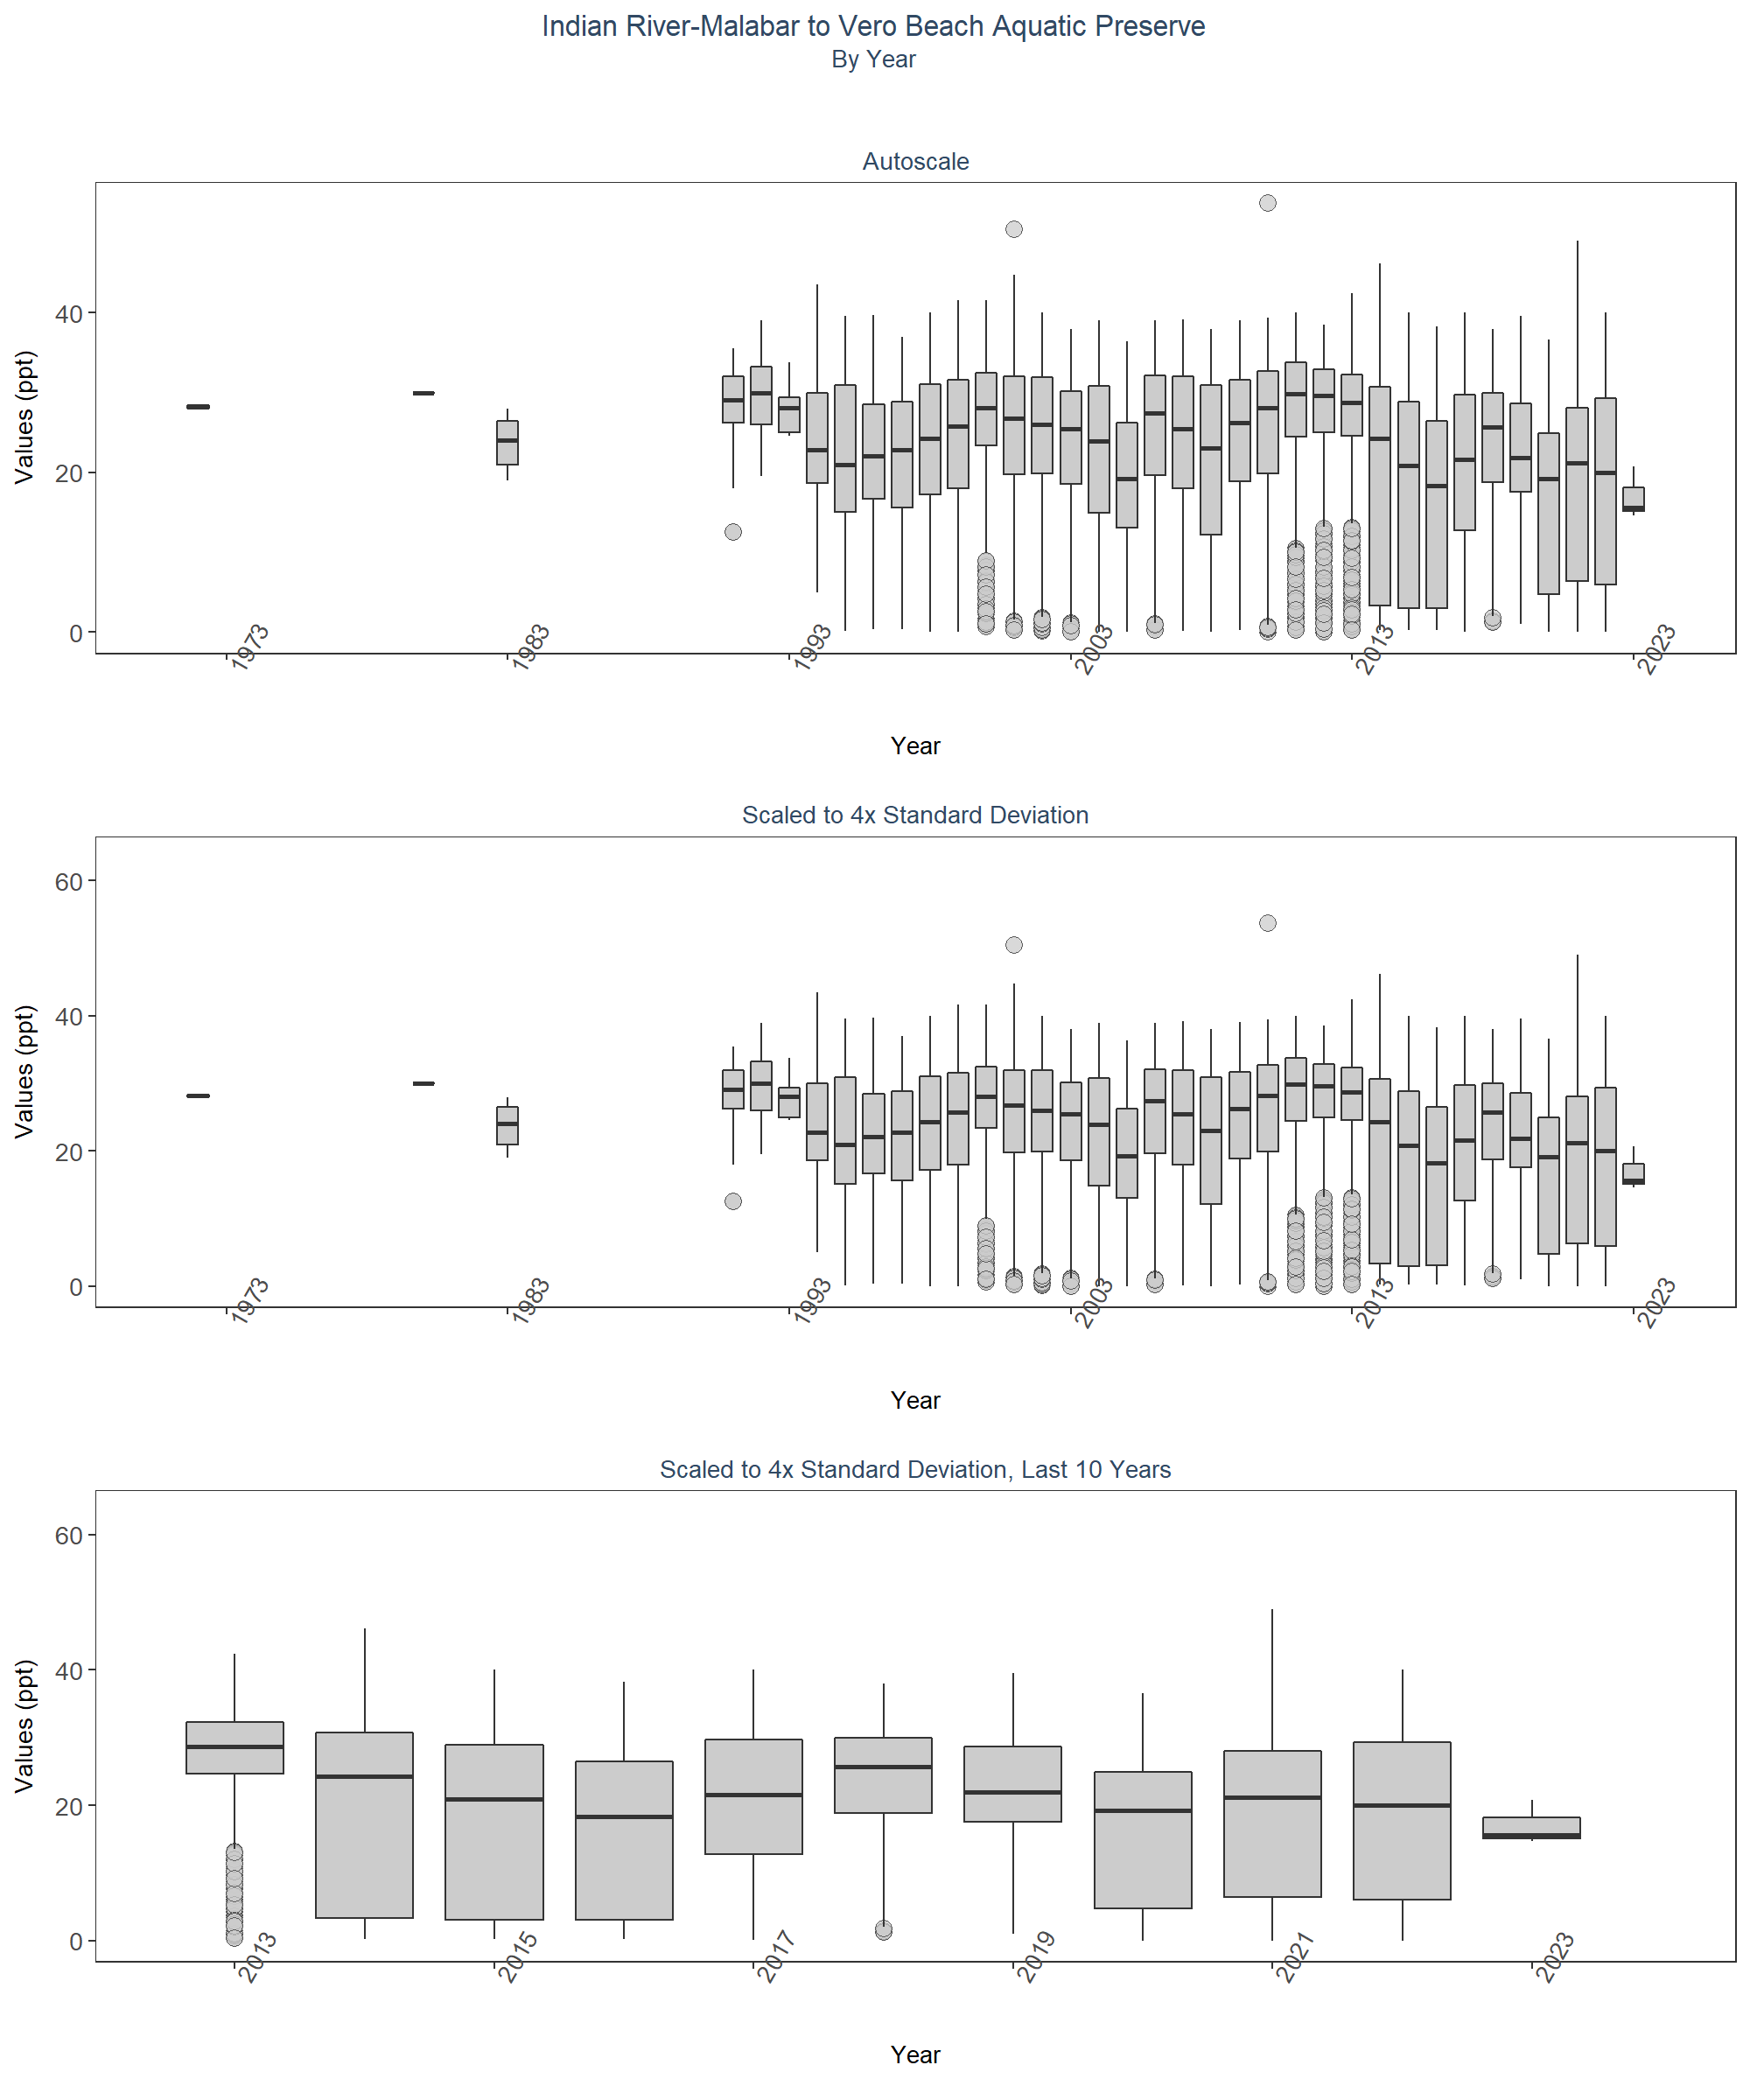 Indian River-Malabar to Vero Beach Aquatic Preserve
By Year
Autoscale
Values (ppt)
40
20
0
1973
1983
1993
2003
2013
2023
Year
Scaled to 4x Standard Deviation
Values (ppt)
60
40
20
0
1973
1983
1993
2003
2013
2023
Year
Scaled to 4x Standard Deviation, Last 10 Years
Values (ppt)
60
40
20
0
2013
2015
2017
2019
2021
2023
Year